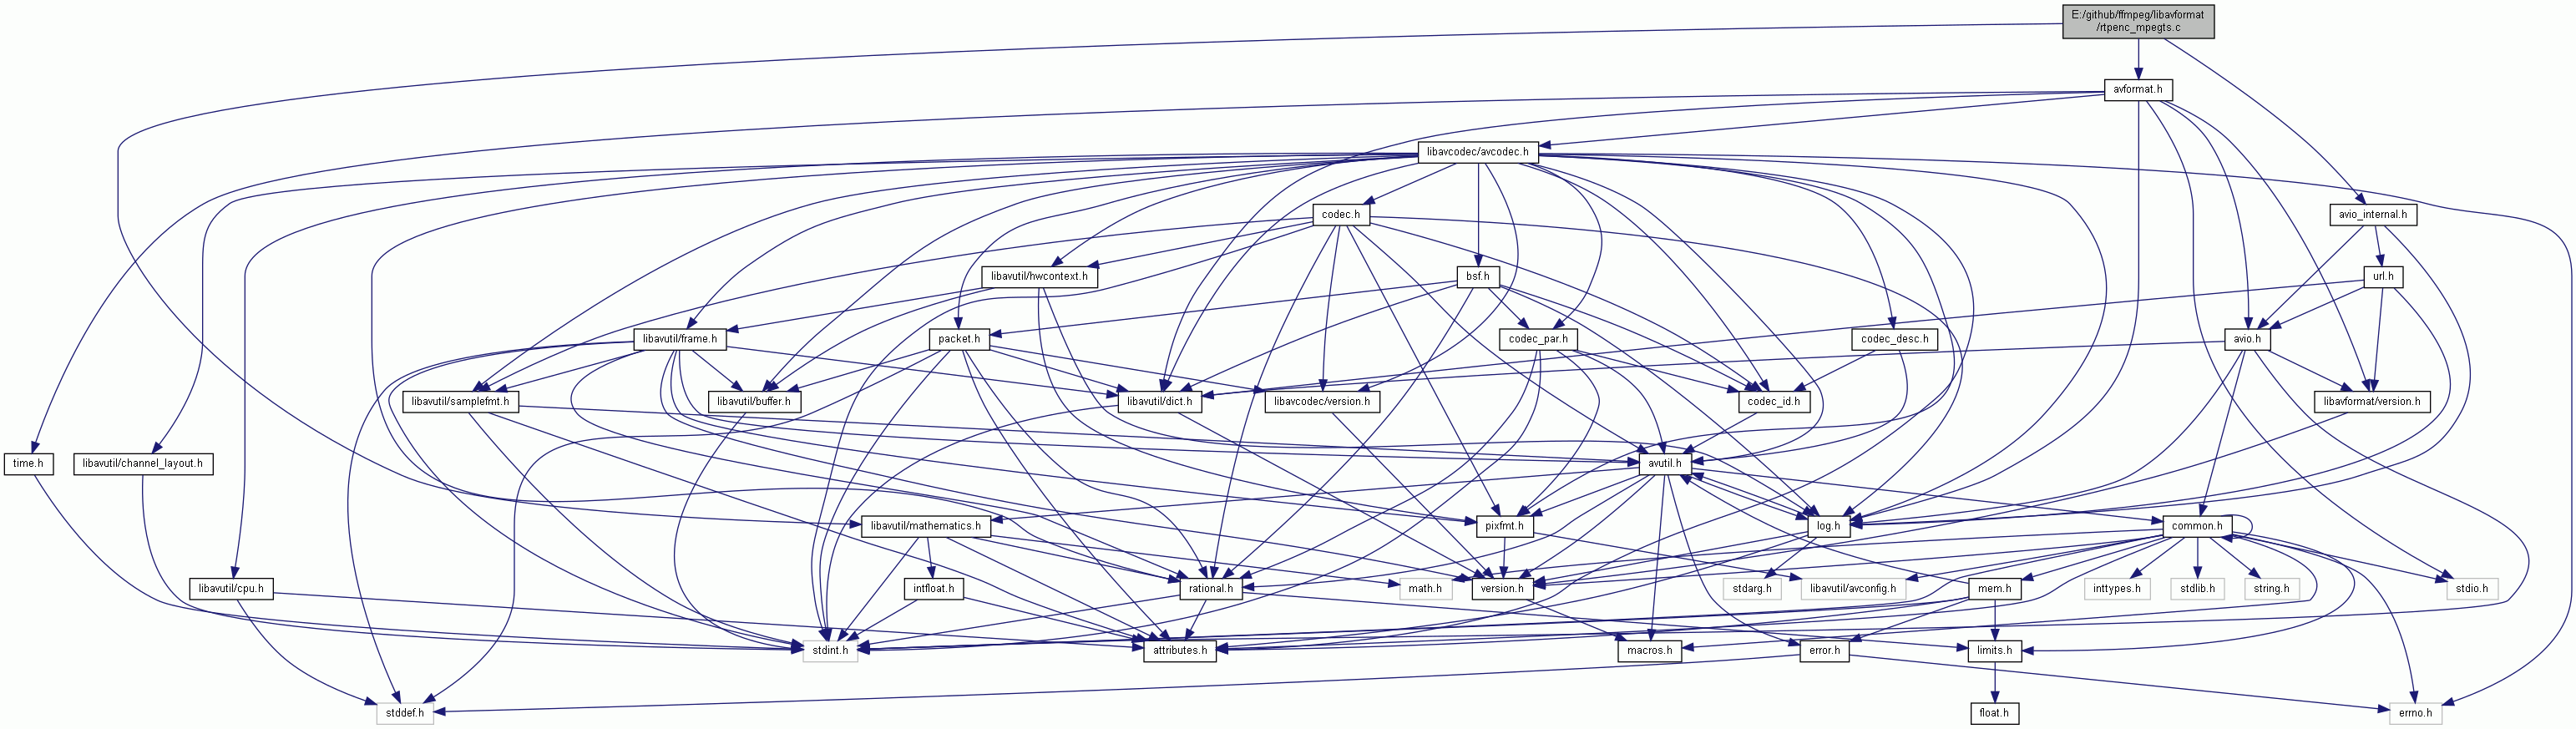 E:/github/ffmpeg/libavformat
/rtpenc_mpegts.c
avformat.h
libavcodec/avcodec.h
codec.h
avio_internal.h
libavutil/hwcontext.h
bsf.h
url.h
libavutil/frame.h
packet.h
codec_par.h
codec_desc.h
avio.h
libavutil/samplefmt.h
libavutil/buffer.h
libavutil/dict.h
libavcodec/version.h
codec_id.h
libavformat/version.h
time.h
libavutil/channel_layout.h
avutil.h
libavutil/mathematics.h
pixfmt.h
log.h
common.h
libavutil/cpu.h
intfloat.h
rational.h
math.h
version.h
stdarg.h
libavutil/avconfig.h
mem.h
inttypes.h
stdlib.h
string.h
stdio.h
stdint.h
attributes.h
macros.h
error.h
limits.h
stddef.h
float.h
errno.h